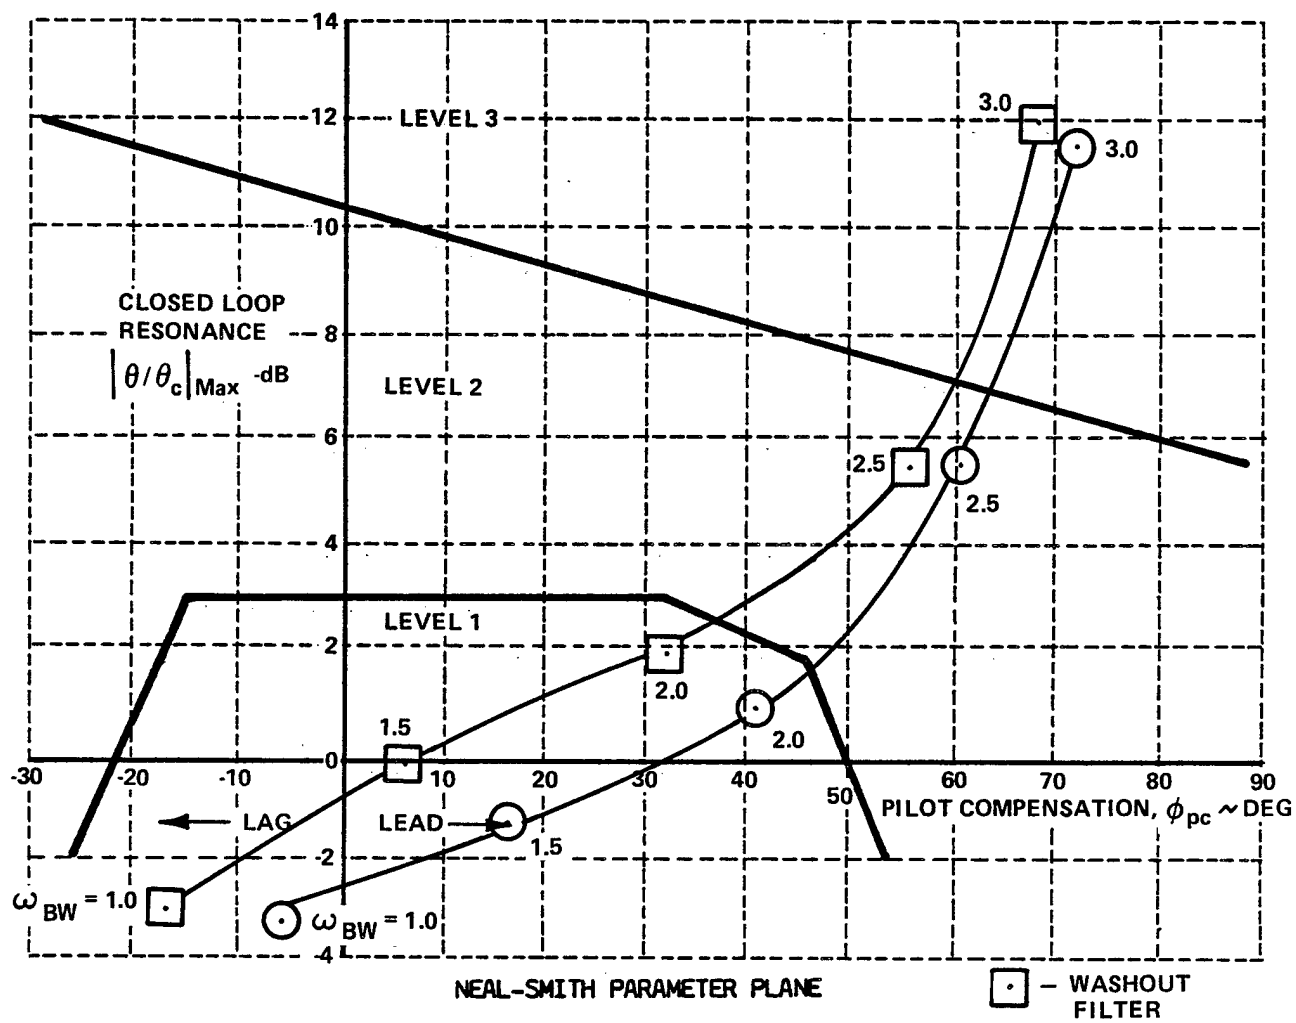 14
12
LEVEL 3
3.0
3.0
10
CLOSED LOOP
RESONANCE
8
|θ/θc|Max -dB
LEVEL 2
6
2.5
2.5
4
LEVEL 1
2
2.0
1.5
2.0
0
-30 -20 -10 10 20 30 40 50 60 70 80 90
PILOT COMPENSATION, ϕpc ~ DEG
LAG
LEAD
1.5
-2
ωBW = 1.0
ωBW = 1.0
-4
NEAL-SMITH PARAMETER PLANE
- WASHOUT
FILTER